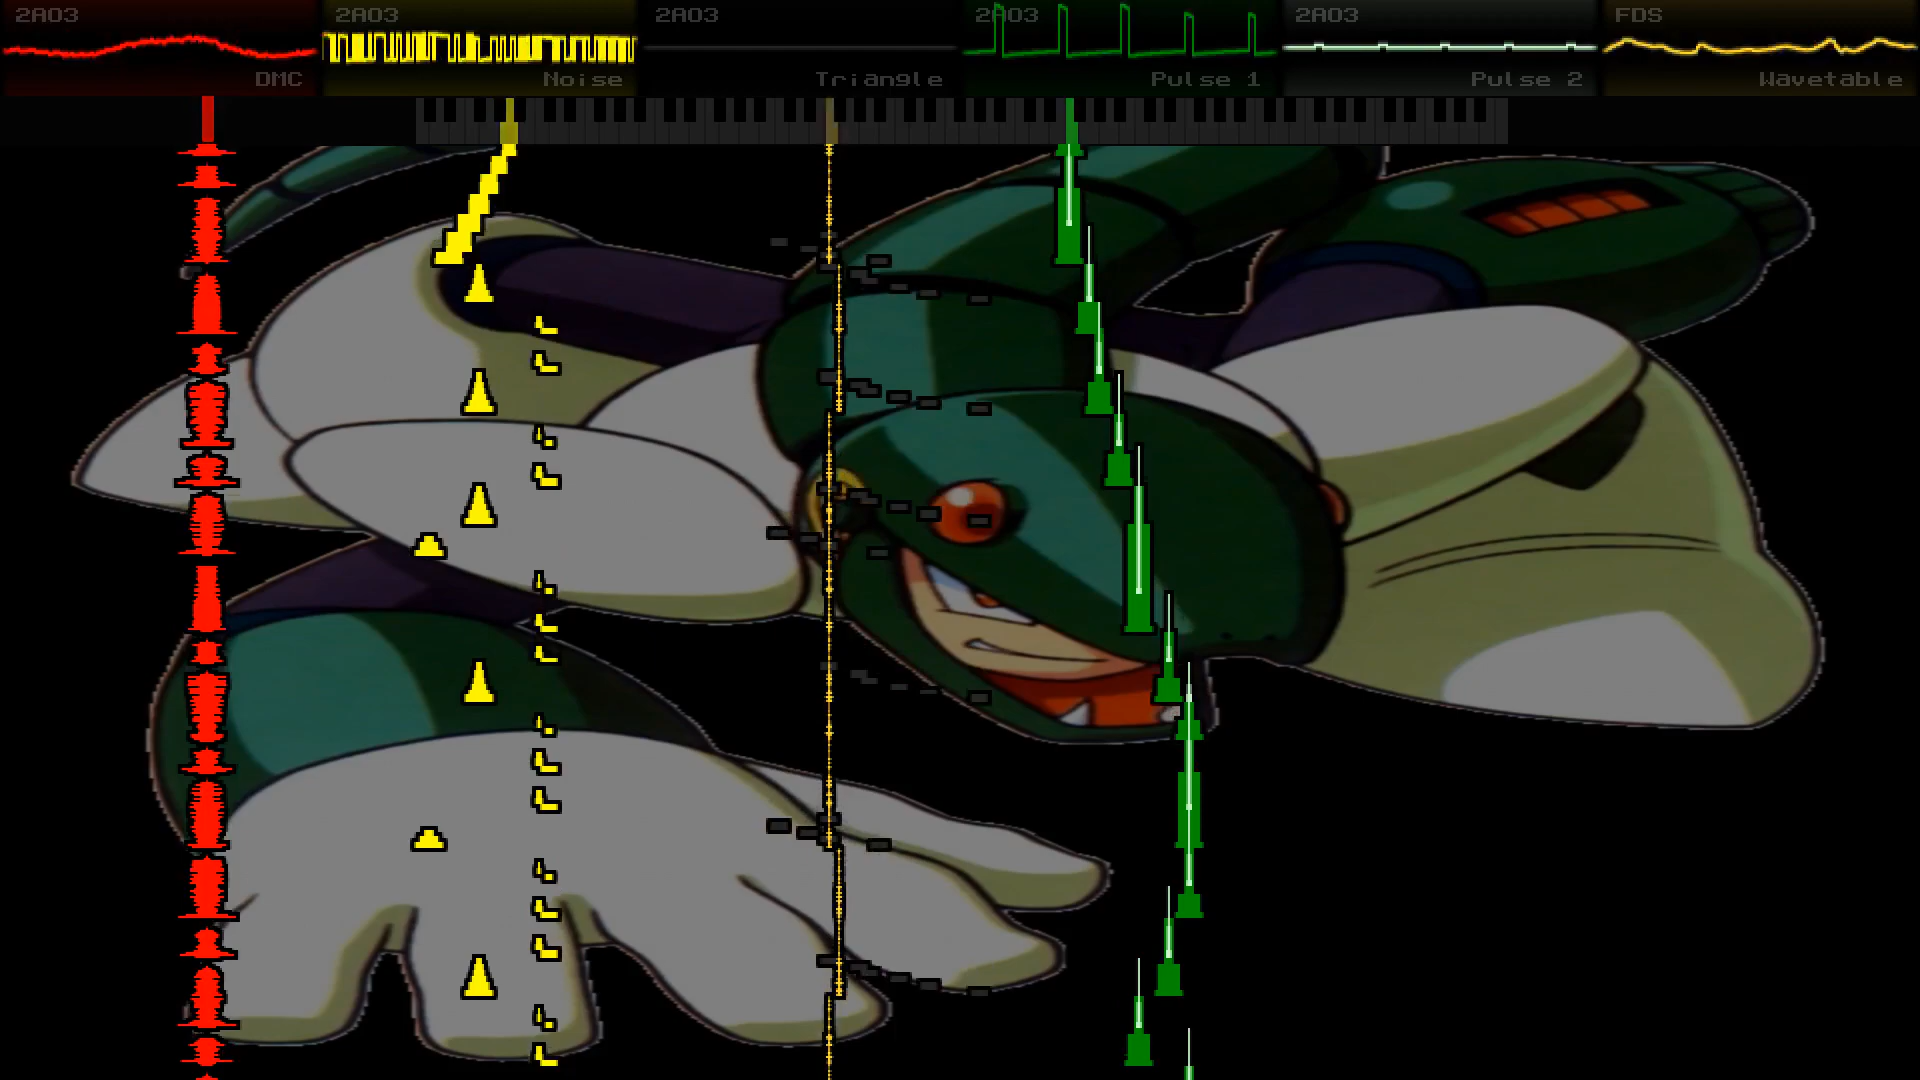 2A03
DMC
2A03
Noise
2A03
Triangle
2A03
Pulse 1
2A03
Pulse 2
FDS
Wavetable